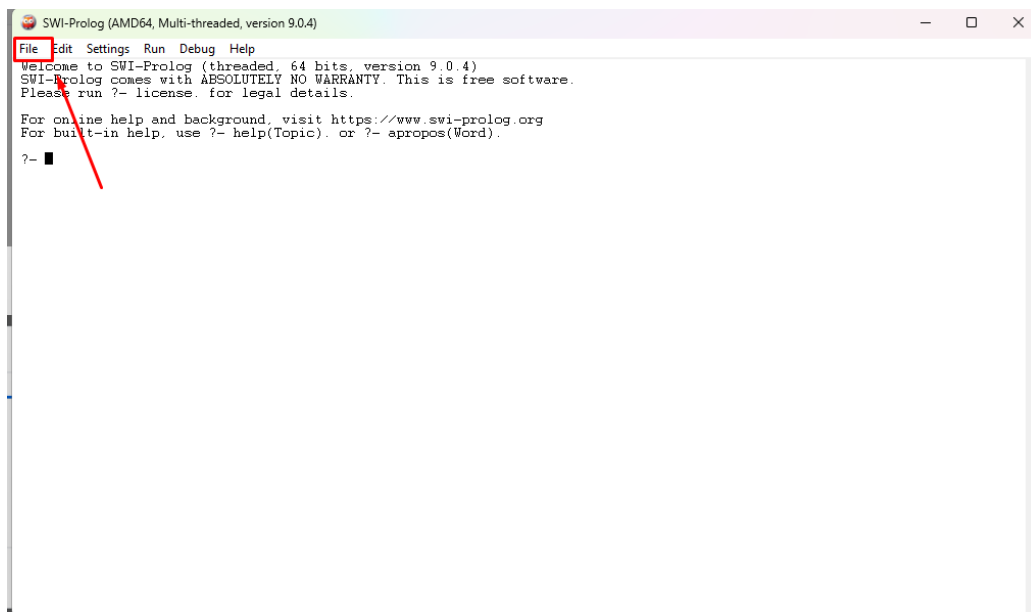 SWI-Prolog (AMD64, Multi-threaded, version 9.0.4)
File Edit Settings Run Debug Help
Welcome to SWI-Prolog (threaded, 64 bits, version 9.0.4)
SWI-Prolog comes with ABSOLUTELY NO WARRANTY. This is free software.
Please run ?- license. for legal details.
For online help and background, visit https://www.swi-prolog.org
For built-in help, use ?- help(Topic). or ?- apropos(Word).
?-